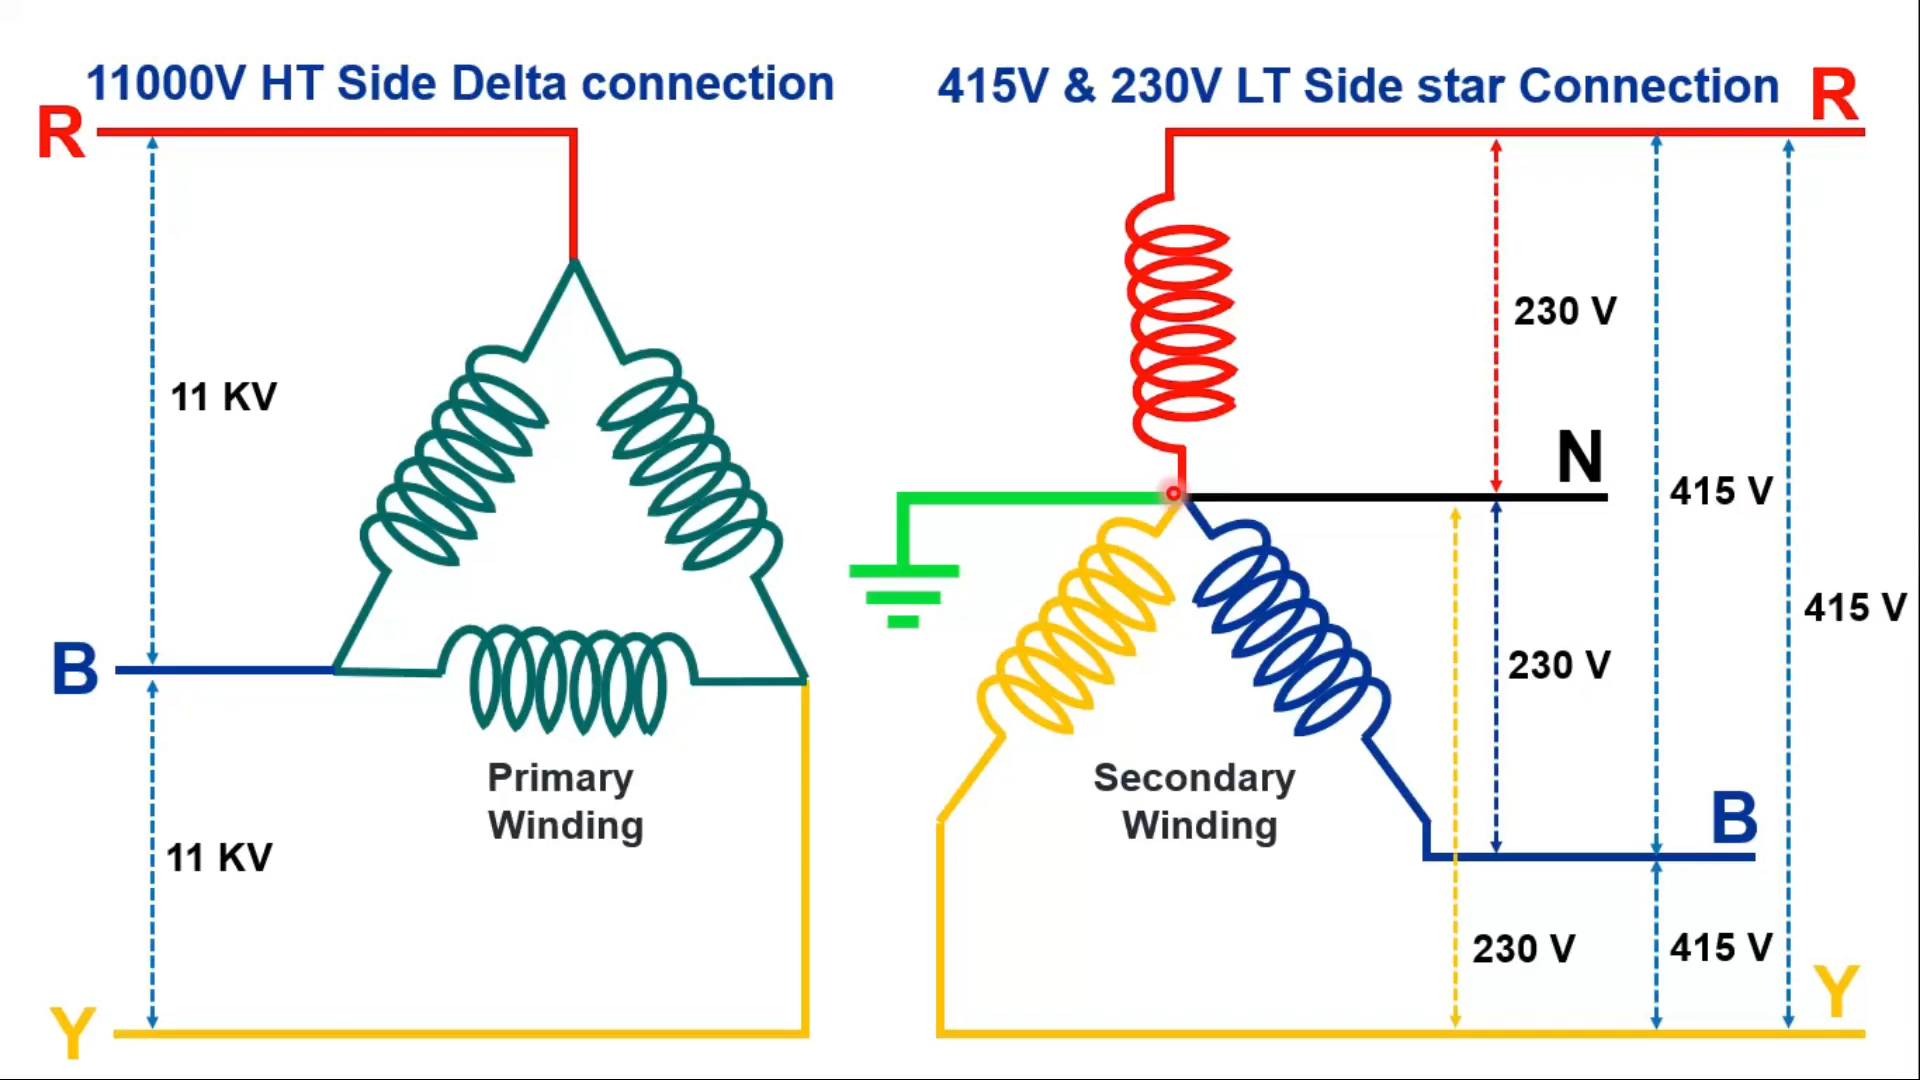 11000V HT Side Delta connection
415V & 230V LT Side star Connection
R
R
230 V
11 KV
N
415 V
415 V
230 V
B
Primary
Winding
Secondary
Winding
B
11 KV
230 V
415 V
Y
Y